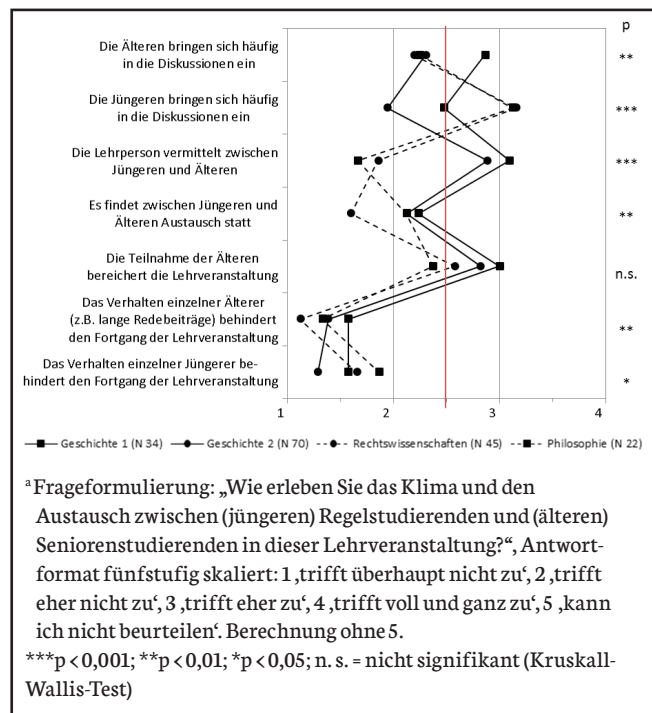 p
Die Älteren bringen sich häufig
in die Diskussionen ein
**
Die Jüngeren bringen sich häufig
in die Diskussionen ein
***
Die Lehrperson vermittelt zwischen
Jüngeren und Älteren
***
Es findet zwischen Jüngeren und
Älteren Austausch statt
**
Die Teilnahme der Älteren
bereichert die Lehrveranstaltung
n.s.
Das Verhalten einzelner Älterer
(z.B. lange Redebeiträge) behindert
den Fortgang der Lehrveranstaltung
**
Das Verhalten einzelner Jüngerer be-
hindert den Fortgang der Lehrveranstaltung
*
1 2 3 4
Geschichte 1 (N 34) Geschichte 2 (N 70) Rechtswissenschaften (N 45) Philosophie (N 22)
a Frageformulierung: „Wie erleben Sie das Klima und den
Austausch zwischen (jüngeren) Regelstudierenden und (älteren)
Seniorenstudierenden in dieser Lehrveranstaltung?“, Antwort-
format fünfstufig skaliert: 1 ‚trifft überhaupt nicht zu‘, 2 ‚trifft
eher nicht zu‘, 3 ‚trifft eher zu‘, 4 ‚trifft voll und ganz zu‘, 5 ‚kann
ich nicht beurteilen‘. Berechnung ohne 5.
***p < 0,001; **p < 0,01; *p < 0,05; n. s. = nicht signifikant (Kruskall-
Wallis-Test)